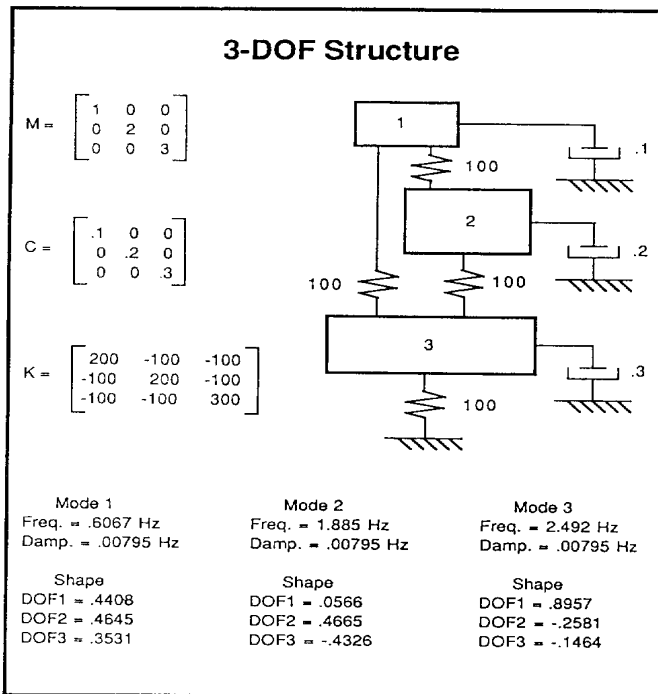 3-DOF Structure
M =
1 0 0
0 2 0
0 0 3
C =
.1 0 0
0 .2 0
0 0 .3
K =
200 -100 -100
-100 200 -100
-100 -100 300
1
.1
100
2
.2
100
100
3
.3
100
Mode 1
Freq. = .6067 Hz
Damp. = .00795 Hz
Shape
DOF1 = .4408
DOF2 = .4645
DOF3 = .3531
Mode 2
Freq. = 1.885 Hz
Damp. = .00795 Hz
Shape
DOF1 = .0566
DOF2 = .4665
DOF3 = -.4326
Mode 3
Freq. = 2.492 Hz
Damp. = .00795 Hz
Shape
DOF1 = .8957
DOF2 = -.2581
DOF3 = -.1464